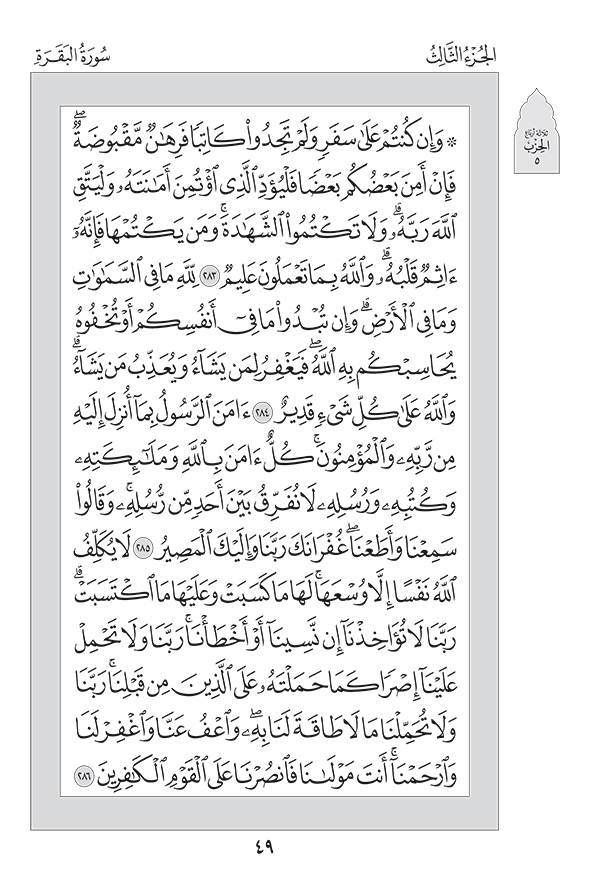 الجُزْءُ الثَّالِثُ
سُورَةُ البَقَرَةِ
ثلاثة أرباع
الحِزْبِ
٥
۞ وَإِن كُنتُمْ عَلَىٰ سَفَرٖ وَلَمْ تَجِدُواْ كَاتِبٗا فَرِهَٰنٞ مَّقْبُوضَةٞۖ
فَإِنْ أَمِنَ بَعْضُكُم بَعْضٗا فَلْيُؤَدِّ ٱلَّذِي ٱؤْتُمِنَ أَمَٰنَتَهُۥ وَلْيَتَّقِ
ٱللَّهَ رَبَّهُۥۗ وَلَا تَكْتُمُواْ ٱلشَّهَٰدَةَۚ وَمَن يَكْتُمْهَا فَإِنَّهُۥٓ
ءَاثِمٞ قَلْبُهُۥۗ وَٱللَّهُ بِمَا تَعْمَلُونَ عَلِيمٞ ٢٨٣ لِّلَّهِ مَا فِي ٱلسَّمَٰوَٰتِ
وَمَا فِي ٱلْأَرْضِۗ وَإِن تُبْدُواْ مَا فِيٓ أَنفُسِكُمْ أَوْ تُخْفُوهُ
يُحَاسِبْكُم بِهِ ٱللَّهُۖ فَيَغْفِرُ لِمَن يَشَآءُ وَيُعَذِّبُ مَن يَشَآءُۗ
وَٱللَّهُ عَلَىٰ كُلِّ شَيْءٖ قَدِيرٌ ٢٨٤ ءَامَنَ ٱلرَّسُولُ بِمَآ أُنزِلَ إِلَيْهِ
مِن رَّبِّهِۦ وَٱلْمُؤْمِنُونَۚ كُلٌّ ءَامَنَ بِٱللَّهِ وَمَلَٰٓئِكَتِهِۦ
وَكُتُبِهِۦ وَرُسُلِهِۦ لَا نُفَرِّقُ بَيْنَ أَحَدٖ مِّن رُّسُلِهِۦۚ وَقَالُواْ
سَمِعْنَا وَأَطَعْنَاۖ غُفْرَانَكَ رَبَّنَا وَإِلَيْكَ ٱلْمَصِيرُ ٢٨٥ لَا يُكَلِّفُ
ٱللَّهُ نَفْسًا إِلَّا وُسْعَهَاۚ لَهَا مَا كَسَبَتْ وَعَلَيْهَا مَا ٱكْتَسَبَتْۗ
رَبَّنَا لَا تُؤَاخِذْنَآ إِن نَّسِينَآ أَوْ أَخْطَأْنَاۚ رَبَّنَا وَلَا تَحْمِلْ
عَلَيْنَآ إِصْرٗا كَمَا حَمَلْتَهُۥ عَلَى ٱلَّذِينَ مِن قَبْلِنَاۚ رَبَّنَا
وَلَا تُحَمِّلْنَا مَا لَا طَاقَةَ لَنَا بِهِۦۖ وَٱعْفُ عَنَّا وَٱغْفِرْ لَنَا
وَٱرْحَمْنَآۚ أَنتَ مَوْلَىٰنَا فَٱنصُرْنَا عَلَى ٱلْقَوْمِ ٱلْكَٰفِرِينَ ٢٨٦
٤٩